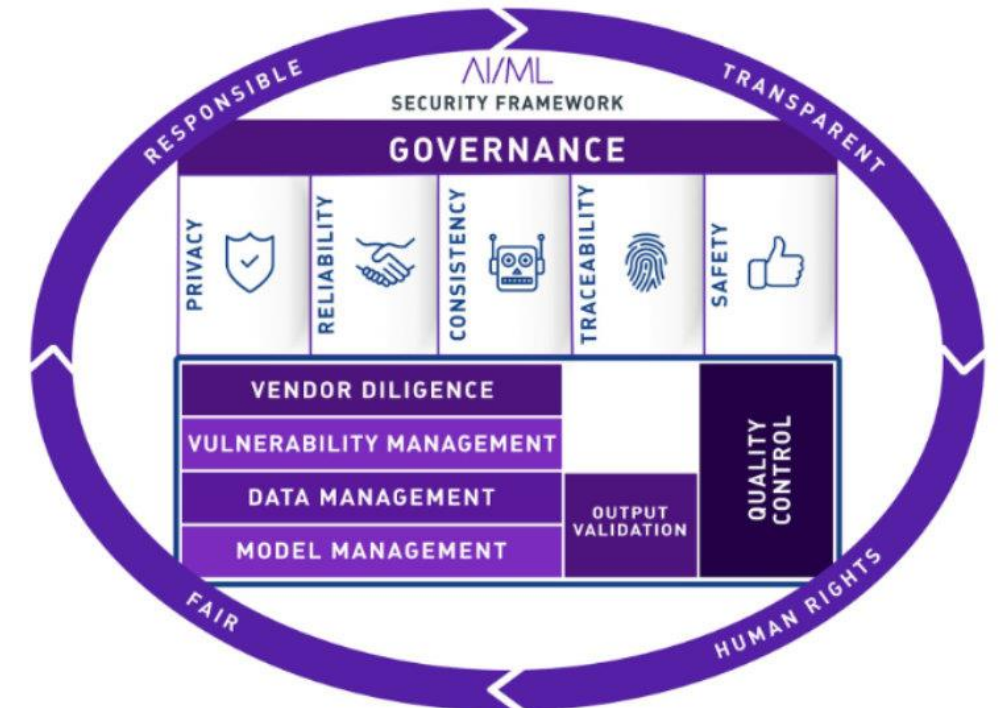 RESPONSIBLE
TRANSPARENT
AI/ML
SECURITY FRAMEWORK
GOVERNANCE
PRIVACY
RELIABILITY
CONSISTENCY
TRACEABILITY
SAFETY
VENDOR DILIGENCE
VULNERABILITY MANAGEMENT
DATA MANAGEMENT
MODEL MANAGEMENT
OUTPUT
VALIDATION
QUALITY
CONTROL
FAIR
HUMAN RIGHTS